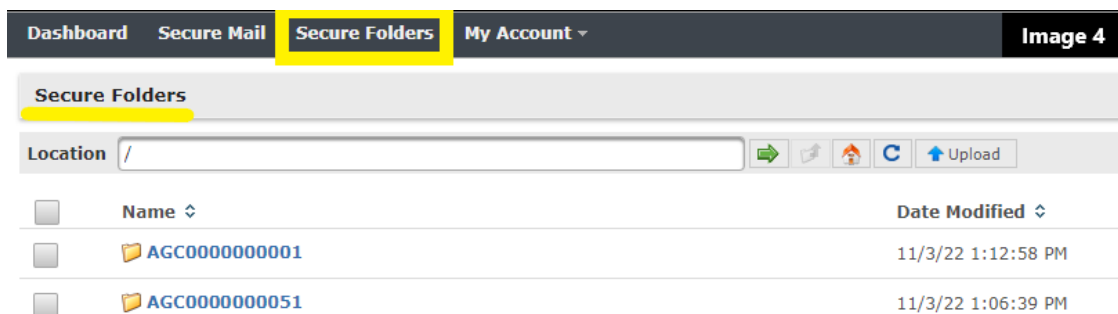 Dashboard Secure Mail Secure Folders My Account Image 4
Secure Folders
Location / Upload
Name Date Modified
AGC0000000001 11/3/22 1:12:58 PM
AGC0000000051 11/3/22 1:06:39 PM